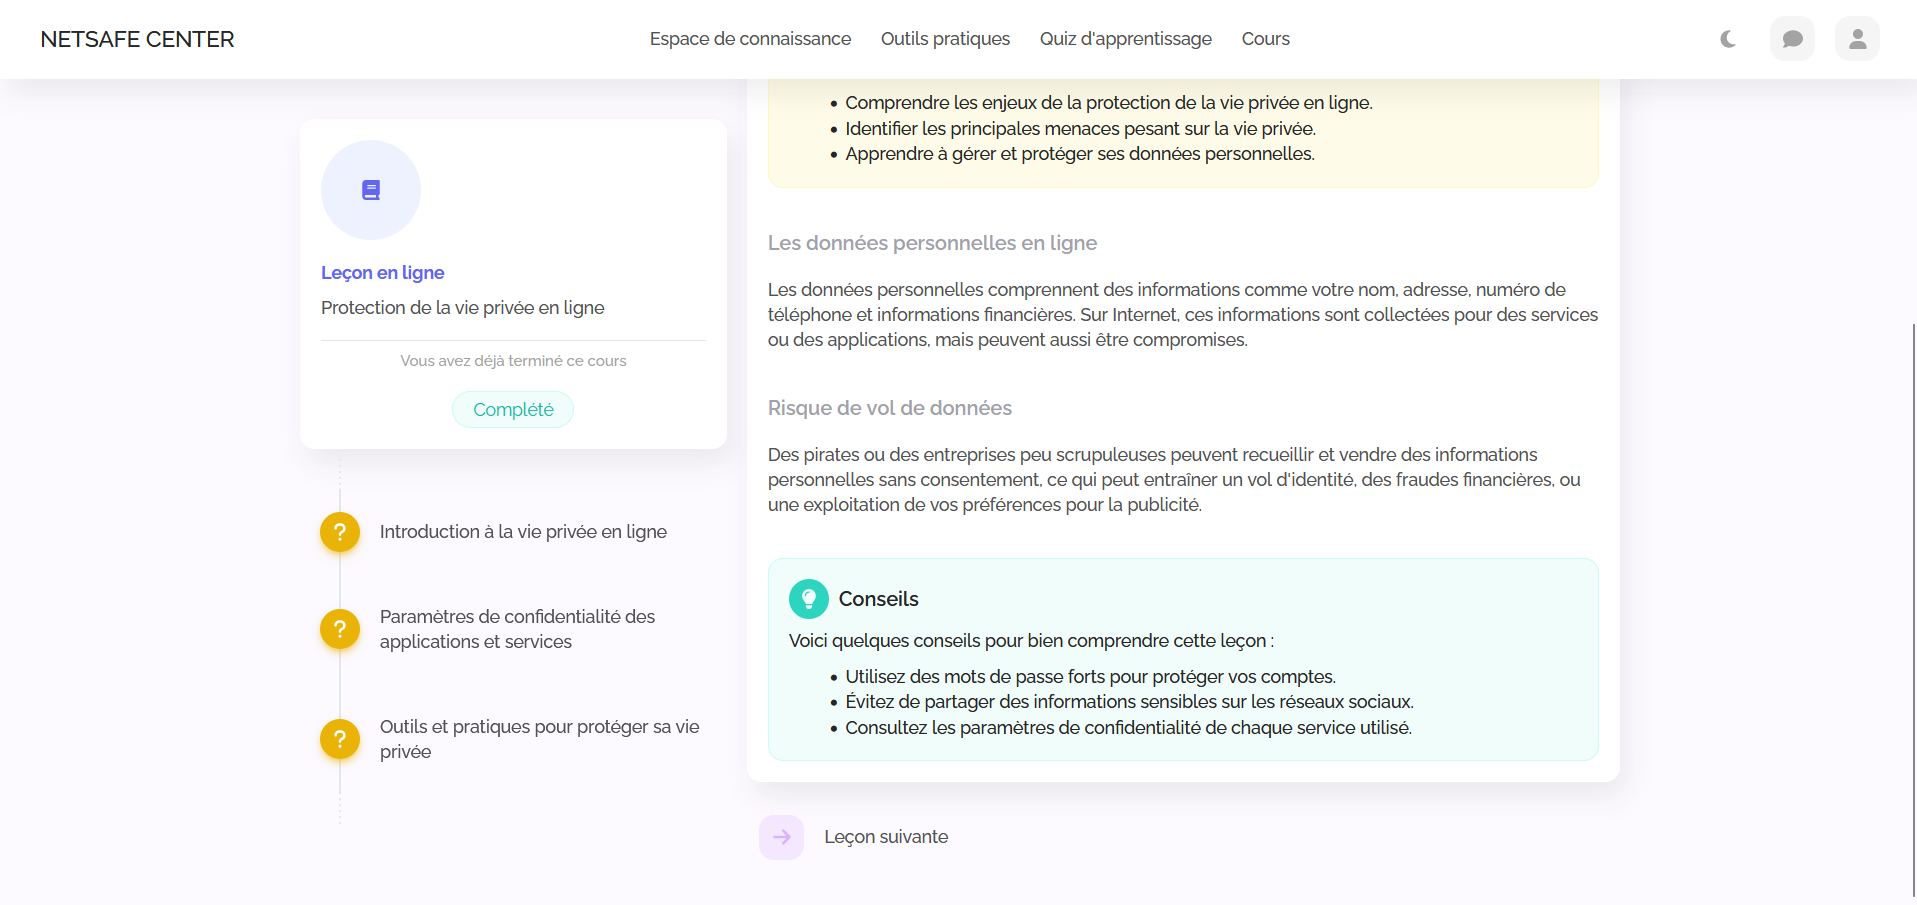 NETSAFE CENTER
Espace de connaissance
Outils pratiques
Quiz d'apprentissage
Cours
Leçon en ligne
Protection de la vie privée en ligne
Vous avez déjà terminé ce cours
Complété
?
Introduction à la vie privée en ligne
?
Paramètres de confidentialité des
applications et services
?
Outils et pratiques pour protéger sa vie
privée
• Comprendre les enjeux de la protection de la vie privée en ligne.
• Identifier les principales menaces pesant sur la vie privée.
• Apprendre à gérer et protéger ses données personnelles.
Les données personnelles en ligne
Les données personnelles comprennent des informations comme votre nom, adresse, numéro de
téléphone et informations financières. Sur Internet, ces informations sont collectées pour des services
ou des applications, mais peuvent aussi être compromises.
Risque de vol de données
Des pirates ou des entreprises peu scrupuleuses peuvent recueillir et vendre des informations
personnelles sans consentement, ce qui peut entraîner un vol d'identité, des fraudes financières, ou
une exploitation de vos préférences pour la publicité.
Conseils
Voici quelques conseils pour bien comprendre cette leçon :
• Utilisez des mots de passe forts pour protéger vos comptes.
• Évitez de partager des informations sensibles sur les réseaux sociaux.
• Consultez les paramètres de confidentialité de chaque service utilisé.
Leçon suivante